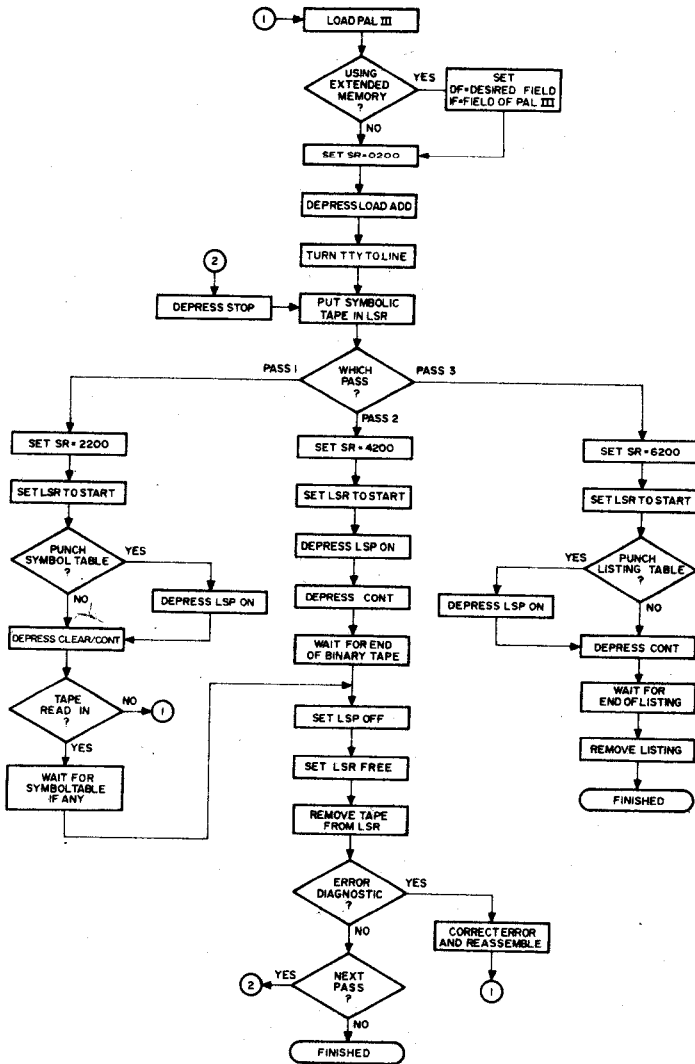 1
LOAD PAL III
USING
EXTENDED
MEMORY
?
YES
SET
DF=DESIRED FIELD
IF=FIELD OF PAL III
NO
SET SR=0200
DEPRESS LOAD ADD
TURN TTY TO LINE
2
DEPRESS STOP
PUT SYMBOLIC
TAPE IN LSR
WHICH
PASS
?
PASS 1
PASS 2
PASS 3
SET SR=2200
SET LSR TO START
PUNCH
SYMBOL TABLE
?
YES
DEPRESS LSP ON
NO
DEPRESS CLEAR/CONT
TAPE
READ IN
?
NO
1
YES
WAIT FOR
SYMBOL TABLE
IF ANY
SET SR=4200
SET LSR TO START
DEPRESS LSP ON
DEPRESS CONT
WAIT FOR END
OF BINARY TAPE
SET LSP OFF
SET LSR FREE
REMOVE TAPE
FROM LSR
ERROR
DIAGNOSTIC
?
YES
CORRECT ERROR
AND REASSEMBLE
1
NO
NEXT
PASS
?
YES
2
NO
FINISHED
SET SR=6200
SET LSR TO START
PUNCH
LISTING TABLE
?
YES
DEPRESS LSP ON
NO
DEPRESS CONT
WAIT FOR
END OF LISTING
REMOVE LISTING
FINISHED